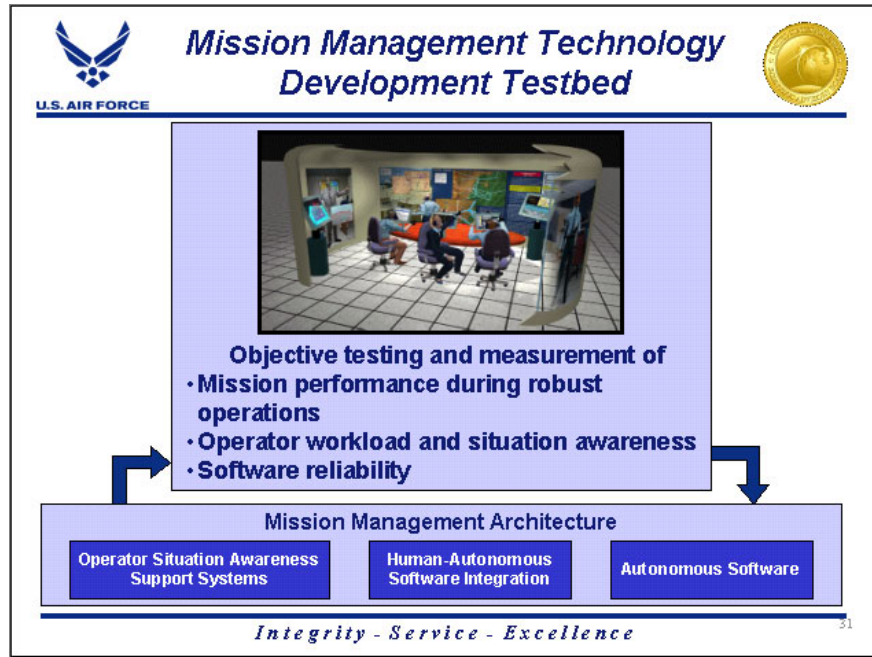 Mission Management Technology
Development Testbed
U.S. AIR FORCE
Objective testing and measurement of
• Mission performance during robust
operations
• Operator workload and situation awareness
• Software reliability
Mission Management Architecture
Operator Situation Awareness
Support Systems
Human-Autonomous
Software Integration
Autonomous Software
Integrity - Service - Excellence
31